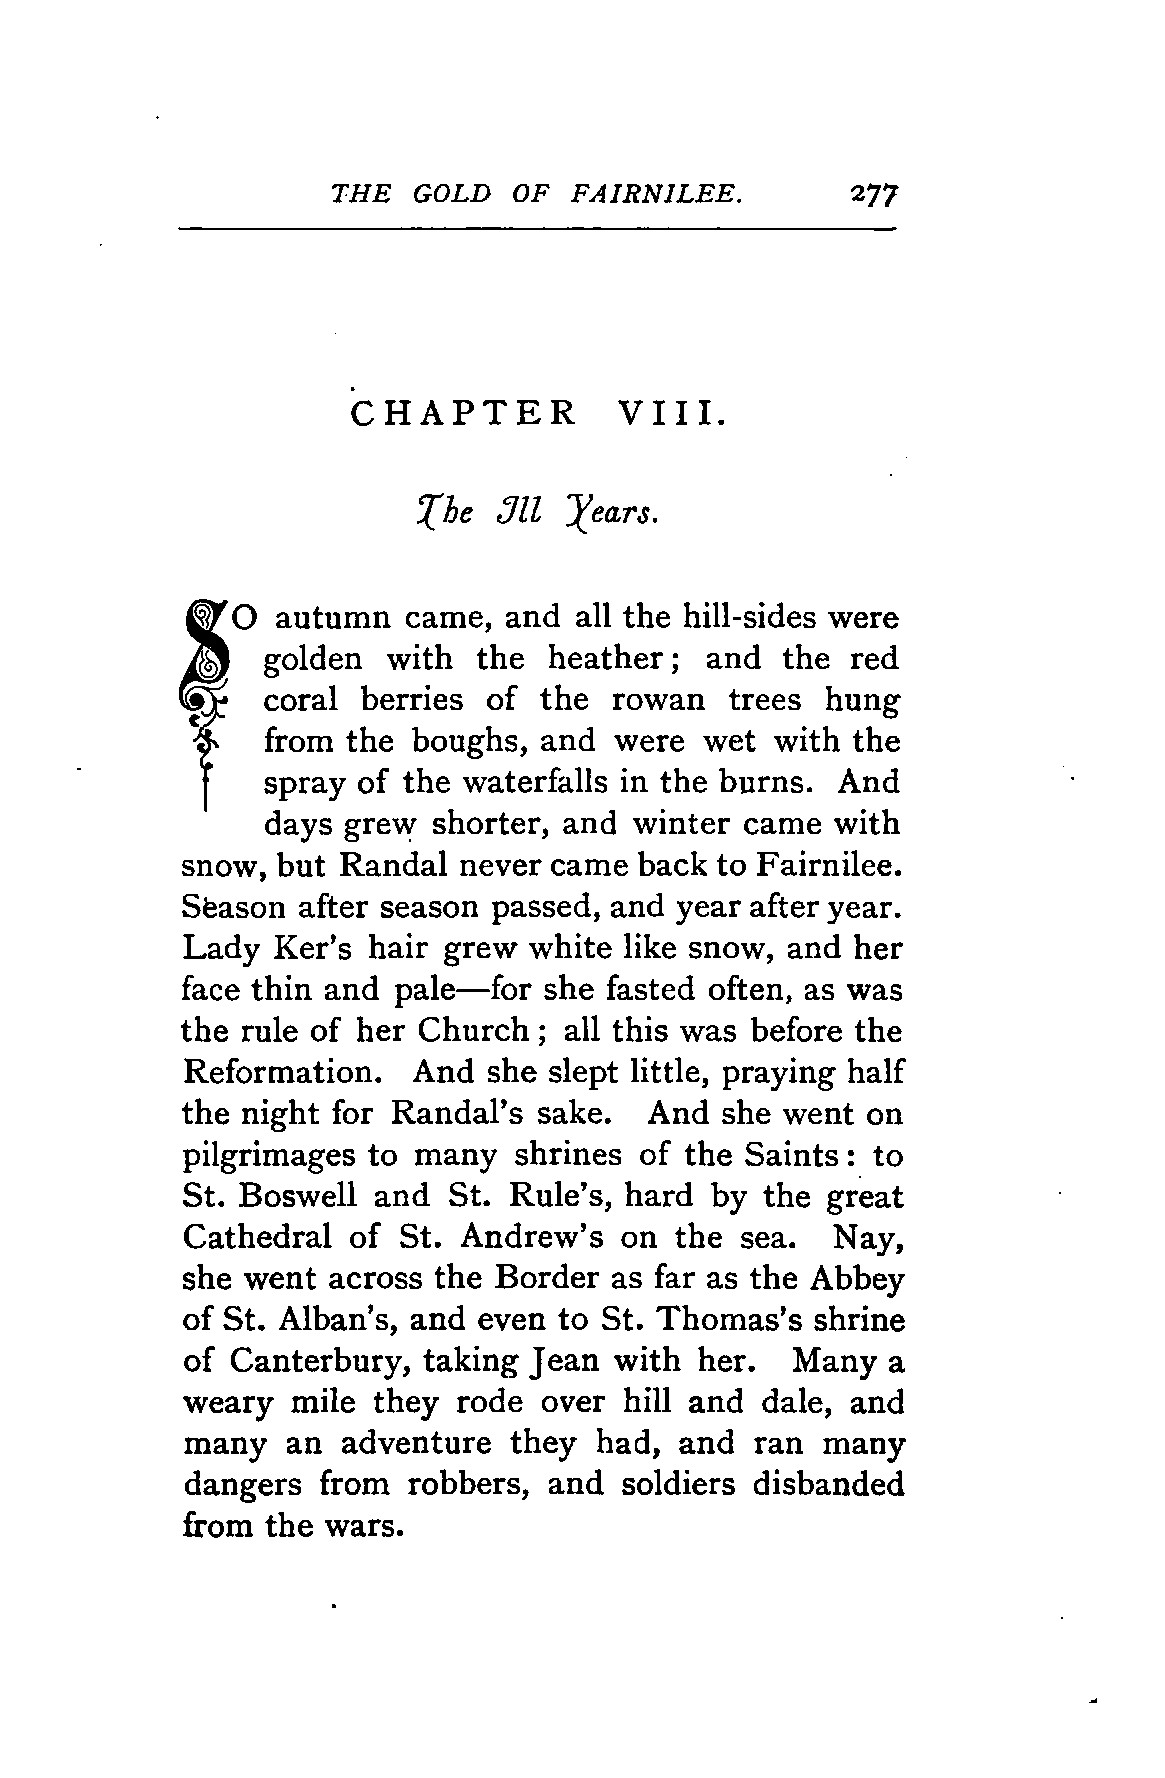 THE GOLD OF FAIRNILEE. 277
CHAPTER VIII.
The Ill Years.
SO autumn came, and all the hill-sides were
golden with the heather; and the red
coral berries of the rowan trees hung
from the boughs, and were wet with the
spray of the waterfalls in the burns. And
days grew shorter, and winter came with
snow, but Randal never came back to Fairnilee.
Season after season passed, and year after year.
Lady Ker's hair grew white like snow, and her
face thin and pale—for she fasted often, as was
the rule of her Church; all this was before the
Reformation. And she slept little, praying half
the night for Randal's sake. And she went on
pilgrimages to many shrines of the Saints: to
St. Boswell and St. Rule's, hard by the great
Cathedral of St. Andrew's on the sea. Nay,
she went across the Border as far as the Abbey
of St. Alban's, and even to St. Thomas's shrine
of Canterbury, taking Jean with her. Many a
weary mile they rode over hill and dale, and
many an adventure they had, and ran many
dangers from robbers, and soldiers disbanded
from the wars.